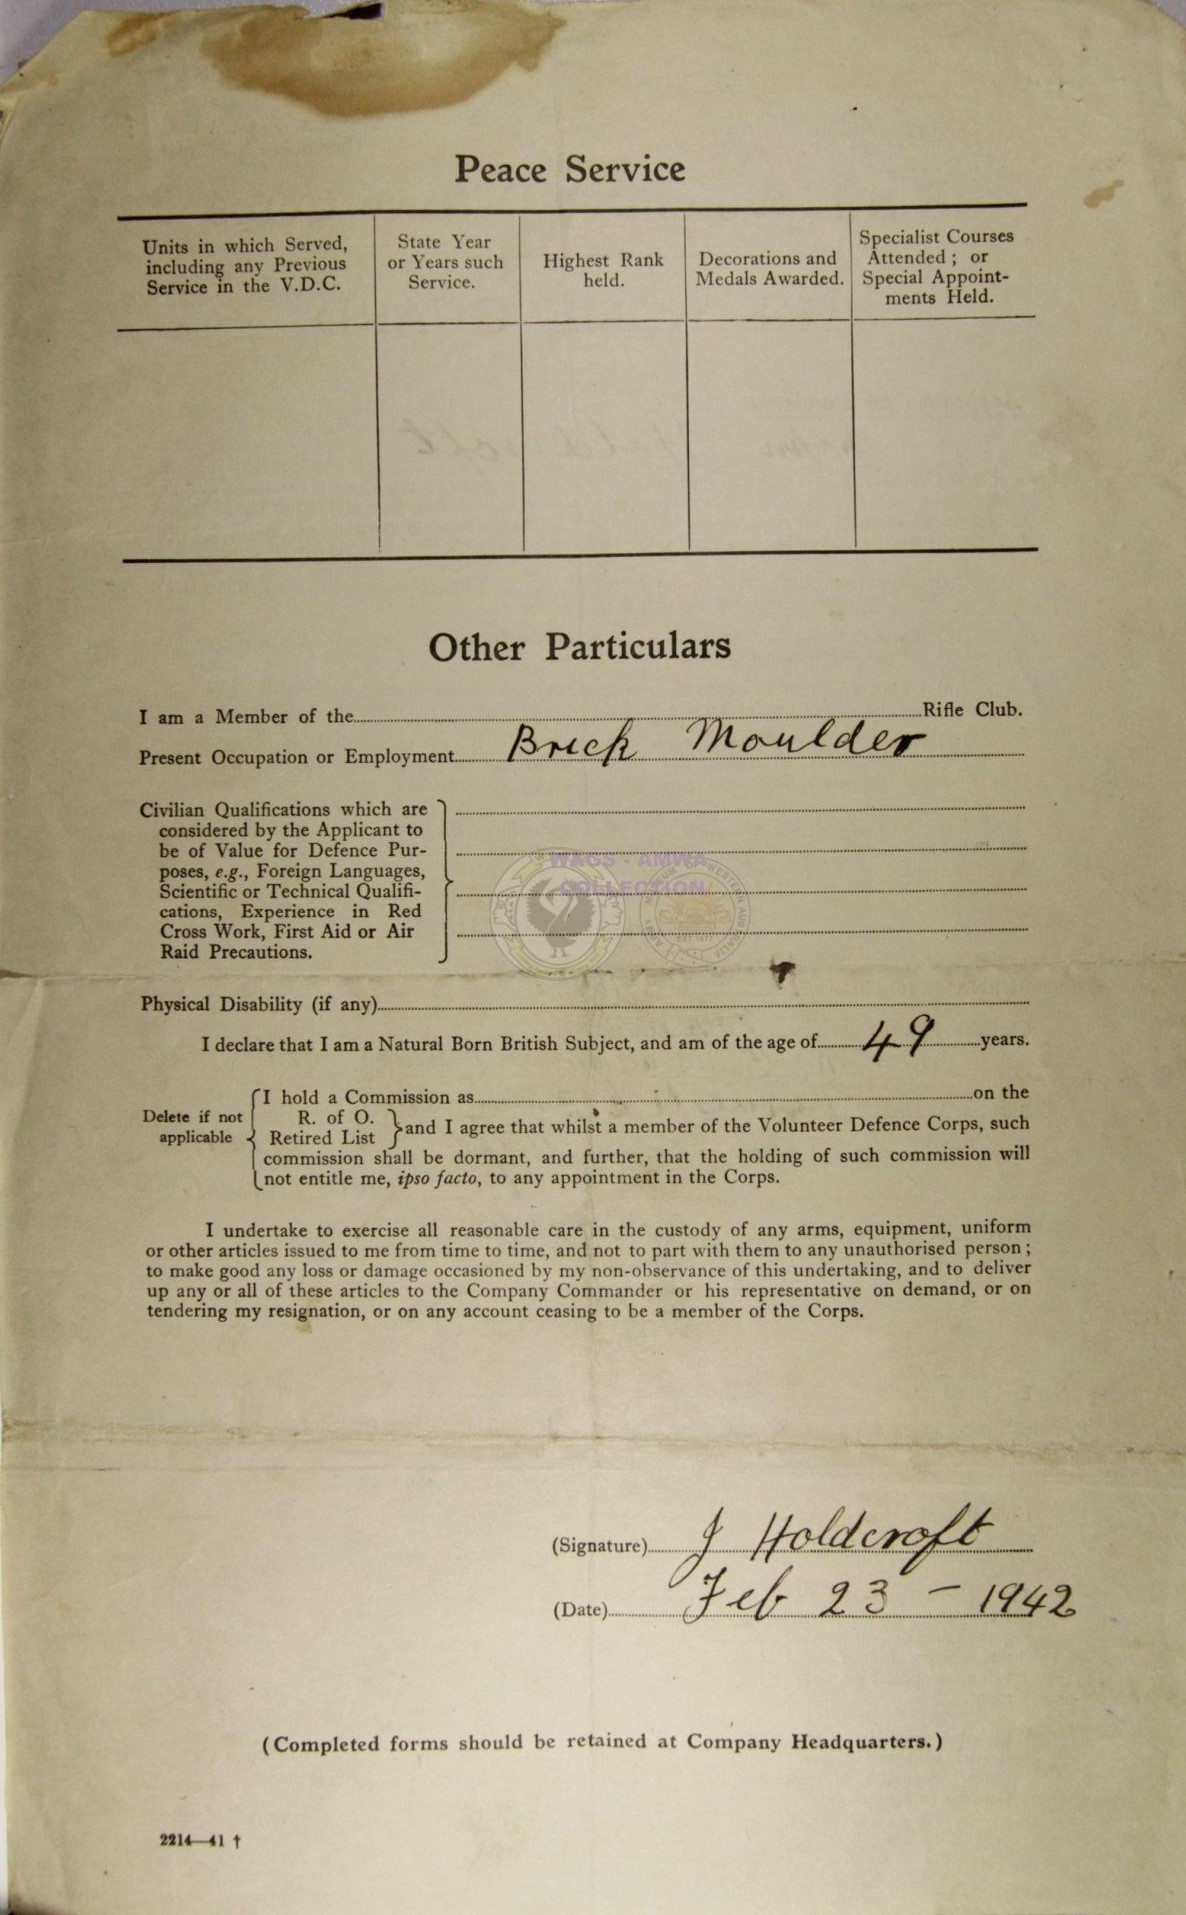 Peace Service
Units in which Served,
including any Previous
Service in the V.D.C.
State Year
or Years such
Service.
Highest Rank
held.
Decorations and
Medals Awarded.
Specialist Courses
Attended ; or
Special Appoint-
ments Held.
Other Particulars
I am a Member of the Rifle Club.
Present Occupation or Employment Brick Moulder
Civilian Qualifications which are
considered by the Applicant to
be of Value for Defence Pur-
poses, e.g., Foreign Languages,
Scientific or Technical Qualifi-
cations, Experience in Red
Cross Work, First Aid or Air
Raid Precautions.
WAGS - AMWA
COLLECTION
Physical Disability (if any)
I declare that I am a Natural Born British Subject, and am of the age of 49 years.
Delete if not
applicable
I hold a Commission as on the
R. of O.
Retired List
and I agree that whilst a member of the Volunteer Defence Corps, such
commission shall be dormant, and further, that the holding of such commission will
not entitle me, ipso facto, to any appointment in the Corps.
I undertake to exercise all reasonable care in the custody of any arms, equipment, uniform
or other articles issued to me from time to time, and not to part with them to any unauthorised person ;
to make good any loss or damage occasioned by my non-observance of this undertaking, and to deliver
up any or all of these articles to the Company Commander or his representative on demand, or on
tendering my resignation, or on any account ceasing to be a member of the Corps.
(Signature) J Holdcroft
(Date) Feb 23 - 1942
(Completed forms should be retained at Company Headquarters.)
2214—41 †